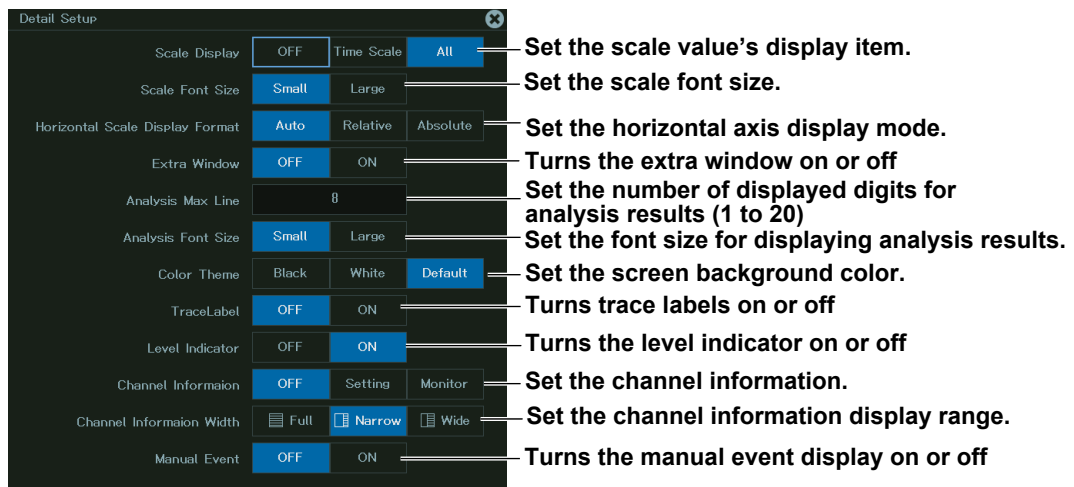 Detail Setup
Scale Display OFF Time Scale All Set the scale value's display item.
Scale Font Size Small Large Set the scale font size.
Horizontal Scale Display Format Auto Relative Absolute Set the horizontal axis display mode.
Extra Window OFF ON Turns the extra window on or off
Analysis Max Line 8 Set the number of displayed digits for
analysis results (1 to 20)
Analysis Font Size Small Large Set the font size for displaying analysis results.
Color Theme Black White Default Set the screen background color.
TraceLabel OFF ON Turns trace labels on or off
Level Indicator OFF ON Turns the level indicator on or off
Channel Informaion OFF Setting Monitor Set the channel information.
Channel Informaion Width Full Narrow Wide Set the channel information display range.
Manual Event OFF ON Turns the manual event display on or off